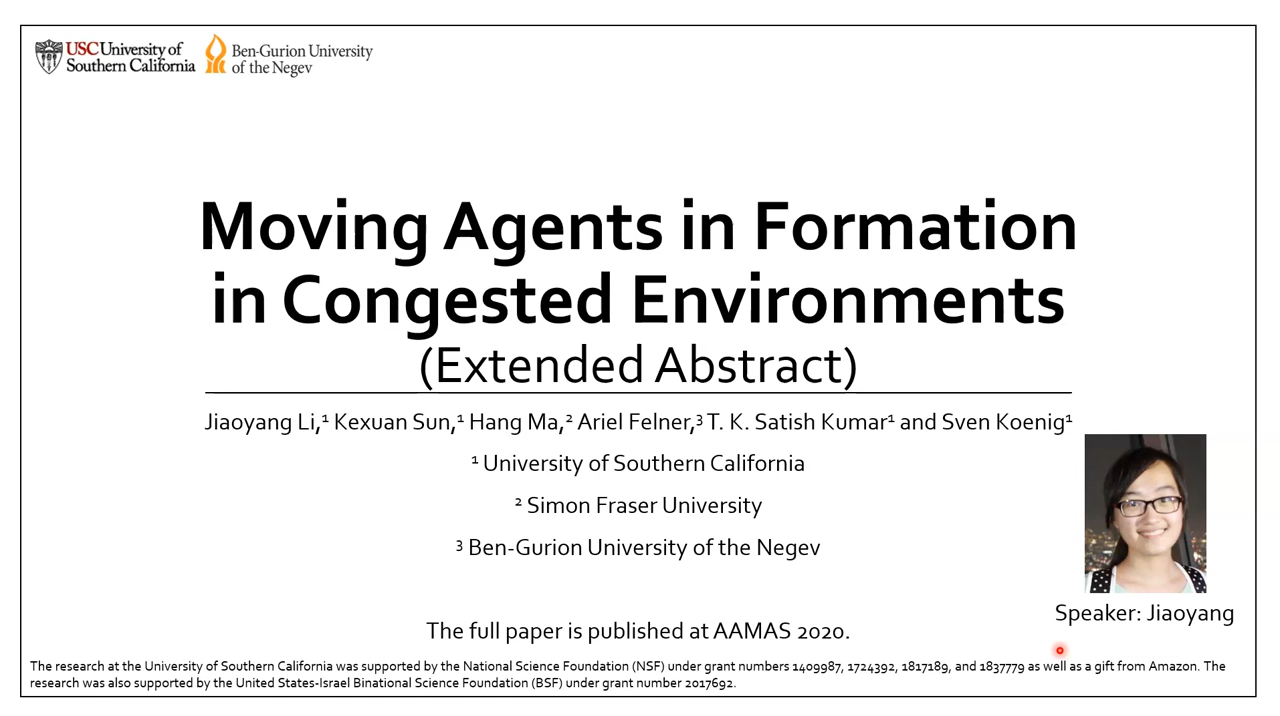 USC University of
Southern California
Ben-Gurion University
of the Negev
Moving Agents in Formation
in Congested Environments
(Extended Abstract)
Jiaoyang Li,¹ Kexuan Sun,¹ Hang Ma,² Ariel Felner,³ T. K. Satish Kumar¹ and Sven Koenig¹
¹ University of Southern California
² Simon Fraser University
³ Ben-Gurion University of the Negev
Speaker: Jiaoyang
The full paper is published at AAMAS 2020.
The research at the University of Southern California was supported by the National Science Foundation (NSF) under grant numbers 1409987, 1724392, 1817189, and 1837779 as well as a gift from Amazon. The
research was also supported by the United States-Israel Binational Science Foundation (BSF) under grant number 2017692.